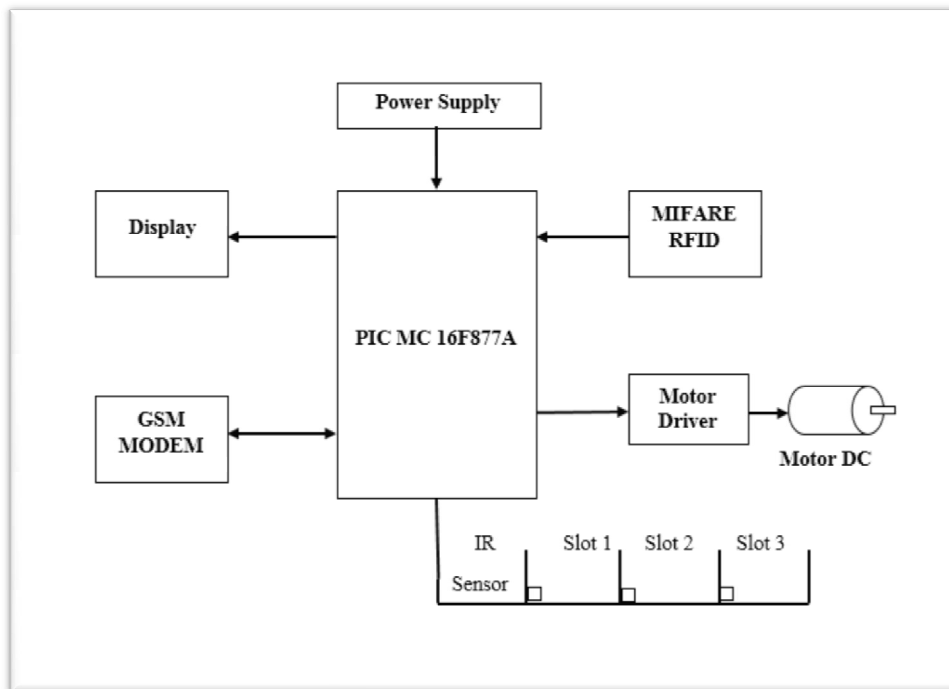 Power Supply
Display
MIFARE
RFID
PIC MC 16F877A
GSM
MODEM
Motor
Driver
Motor DC
IR
Sensor
Slot 1
Slot 2
Slot 3